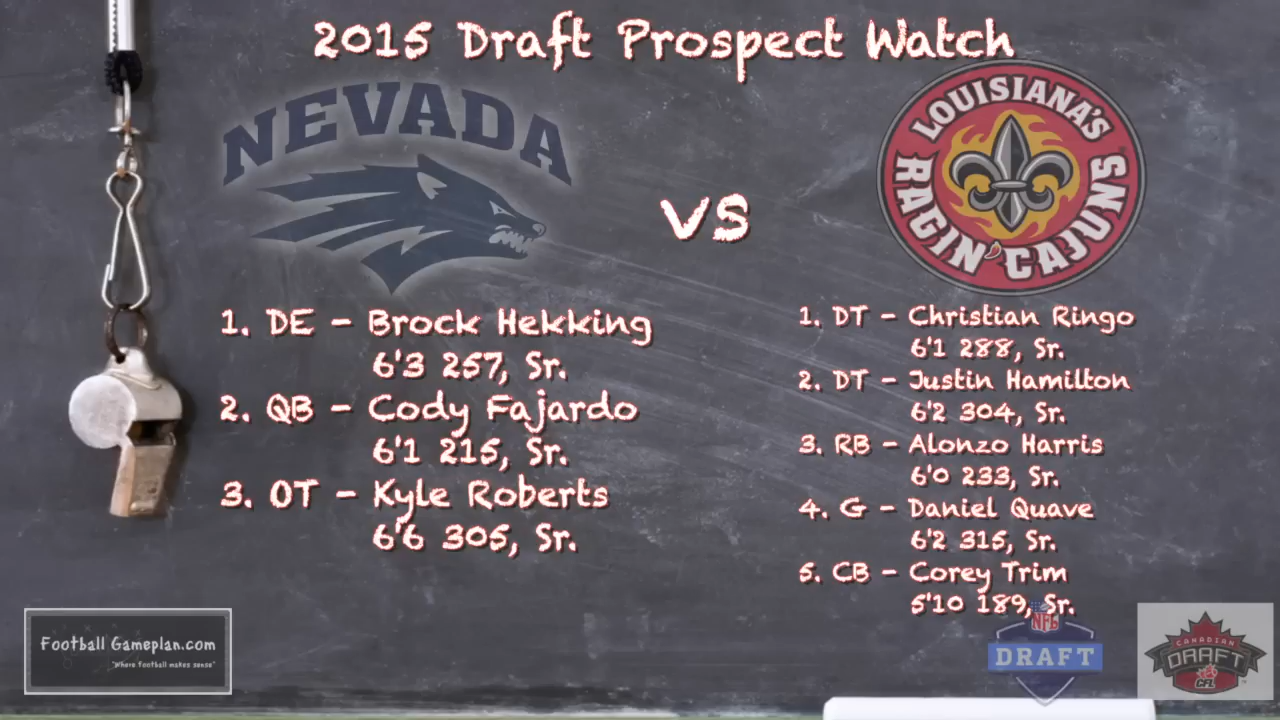 2015 Draft Prospect Watch
NEVADA
VS
LOUISIANA'S
RAGIN' CAJUNS
1. DE - Brock Hekking
6'3 257, Sr.
2. QB - Cody Fajardo
6'1 215, Sr.
3. OT - Kyle Roberts
6'6 305, Sr.
1. DT - Christian Ringo
6'1 288, Sr.
2. DT - Justin Hamilton
6'2 304, Sr.
3. RB - Alonzo Harris
6'0 233, Sr.
4. G - Daniel Quave
6'2 315, Sr.
5. CB - Corey Trim
5'10 189, Sr.
Football Gameplan.com
"Where football makes sense"
NFL
DRAFT
CANADIAN
DRAFT
CFL